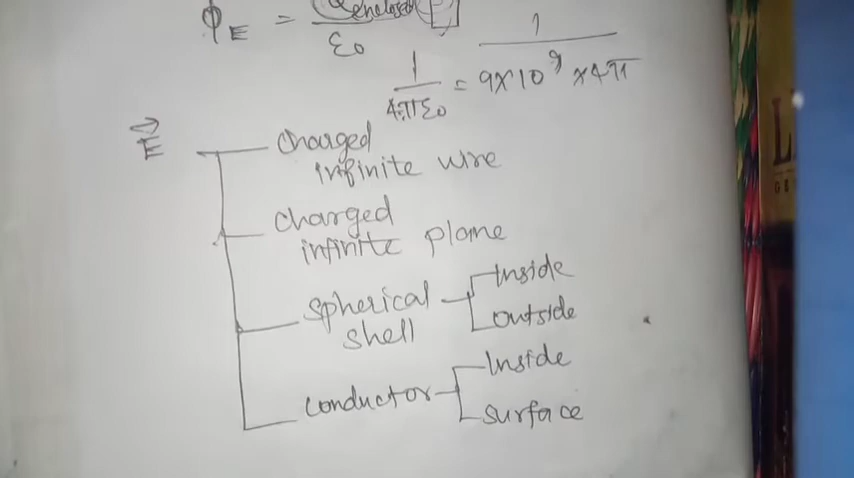 ΦE = Qenclosed / ε0
1 / 4πε0 = 1 / 9×10⁹ ×4π
E⃗
charged
infinite wire
charged
infinite plane
spherical
shell
Inside
outside
conductor
Inside
surface